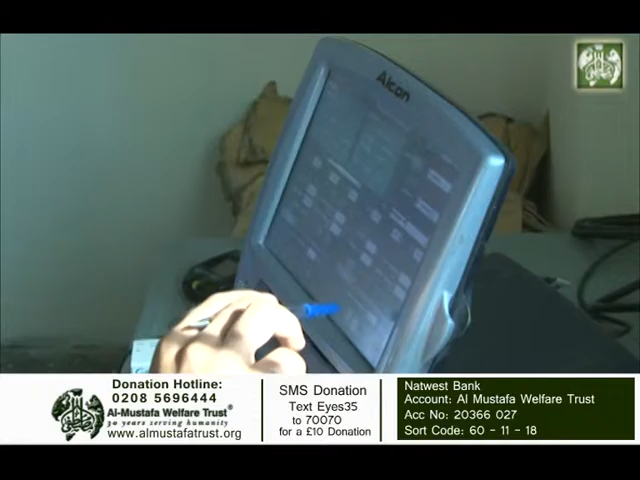 Alcon
Donation Hotline:
0208 5696444
Al-Mustafa Welfare Trust®
30 years serving humanity
www.almustafatrust.org
SMS Donation
Text Eyes35
to 70070
for a £10 Donation
Natwest Bank
Account: Al Mustafa Welfare Trust
Acc No: 20366 027
Sort Code: 60 - 11 - 18